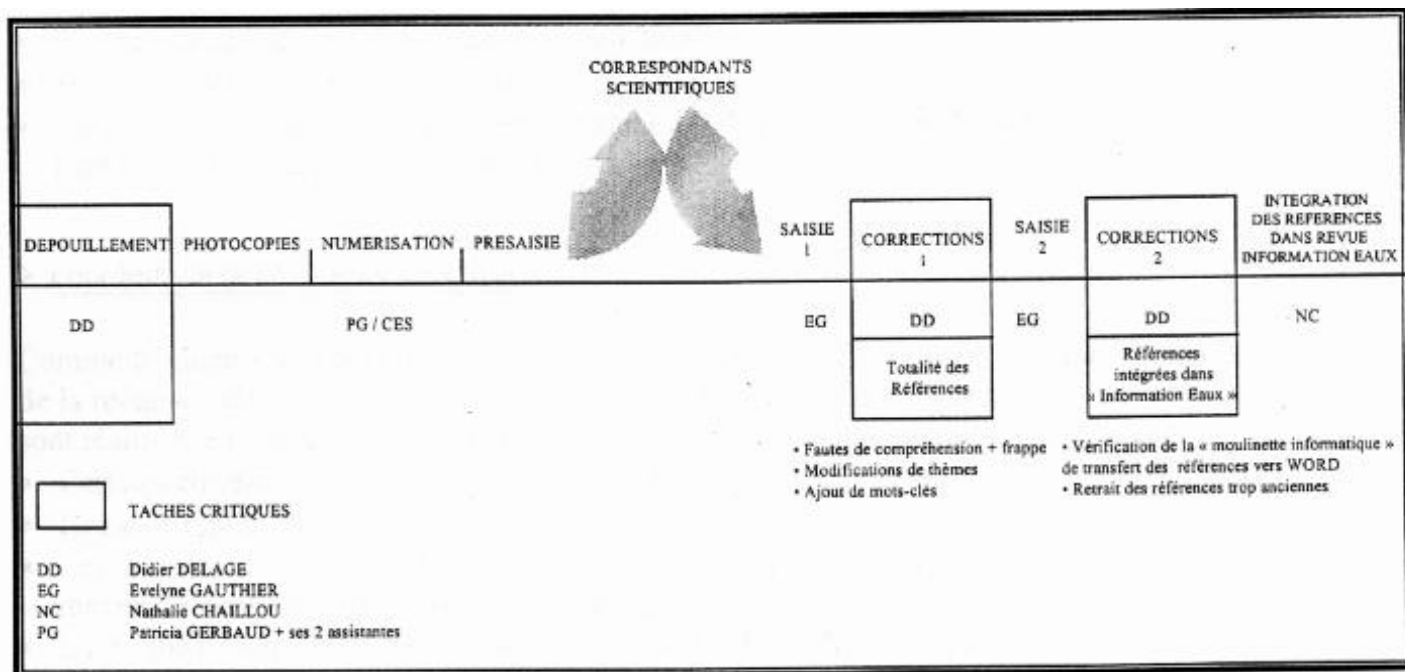 CORRESPONDANTS
SCIENTIFIQUES
DEPOUILLEMENT
PHOTOCOPIES
NUMERISATION
PRESAISIE
SAISIE
1
CORRECTIONS
1
SAISIE
2
CORRECTIONS
2
INTEGRATION
DES REFERENCES
DANS REVUE
INFORMATION EAUX
DD
PG / CES
EG
DD
EG
DD
NC
Totalité des
Références
Références
intégrées dans
« Information Eaux »
• Fautes de compréhension + frappe
• Modifications de thèmes
• Ajout de mots-clés
• Vérification de la « moulinette informatique »
de transfert des références vers WORD
• Retrait des références trop anciennes
TACHES CRITIQUES
DD Didier DELAGE
EG Evelyne GAUTHIER
NC Nathalie CHAILLOU
PG Patricia GERBAUD + ses 2 assistantes